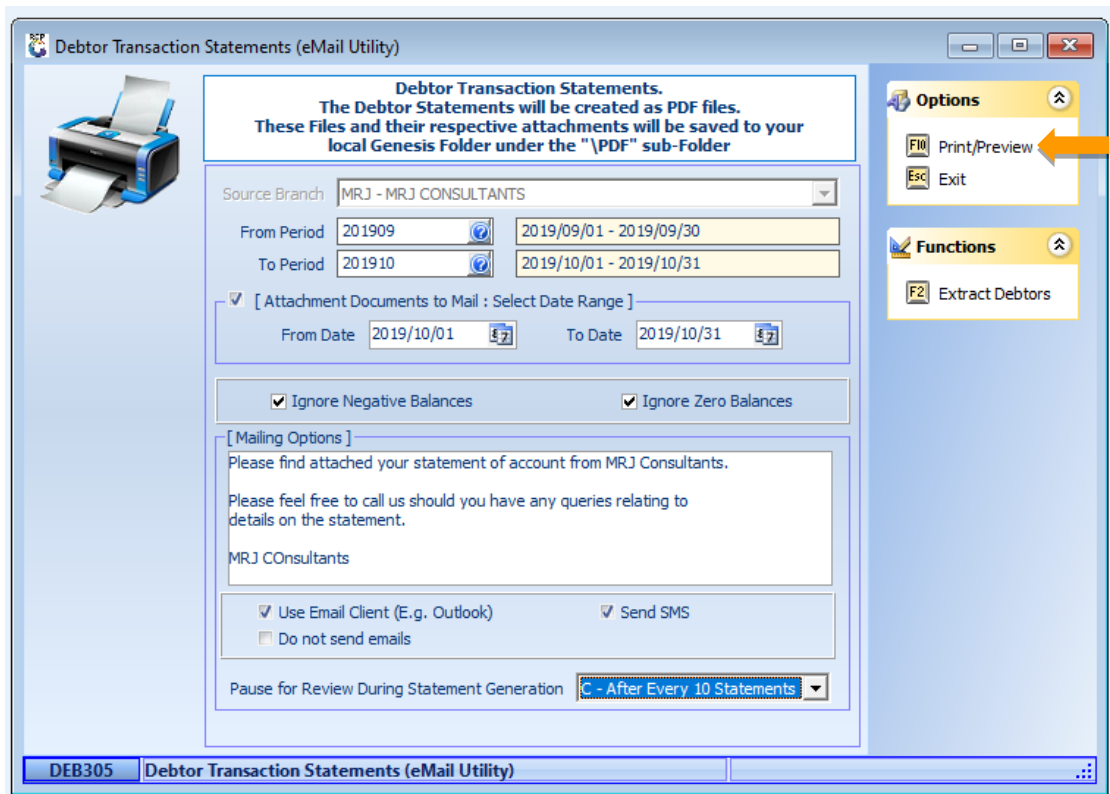 Debtor Transaction Statements (eMail Utility)
Debtor Transaction Statements.
The Debtor Statements will be created as PDF files.
These Files and their respective attachments will be saved to your
local Genesis Folder under the "\PDF" sub-Folder
Source Branch MRJ - MRJ CONSULTANTS
From Period 201909 2019/09/01 - 2019/09/30
To Period 201910 2019/10/01 - 2019/10/31
[ Attachment Documents to Mail : Select Date Range ]
From Date 2019/10/01 To Date 2019/10/31
Ignore Negative Balances Ignore Zero Balances
[ Mailing Options ]
Please find attached your statement of account from MRJ Consultants.
Please feel free to call us should you have any queries relating to
details on the statement.
MRJ COnsultants
Use Email Client (E.g. Outlook) Send SMS
Do not send emails
Pause for Review During Statement Generation C - After Every 10 Statements
Options
F10 Print/Preview
Esc Exit
Functions
F2 Extract Debtors
DEB305 Debtor Transaction Statements (eMail Utility)